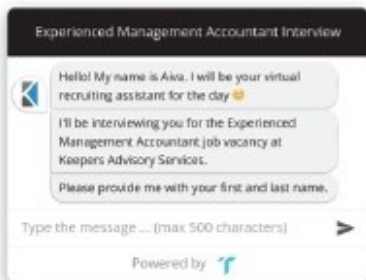 Experienced Management Accountant Interview
Hello! My name is Aiva. I will be your virtual
recruiting assistant for the day 😊
I'll be interviewing you for the Experienced
Management Accountant job vacancy at
Keepers Advisory Services.
Please provide me with your first and last name.
Type the message ... (max 500 characters)
Powered by